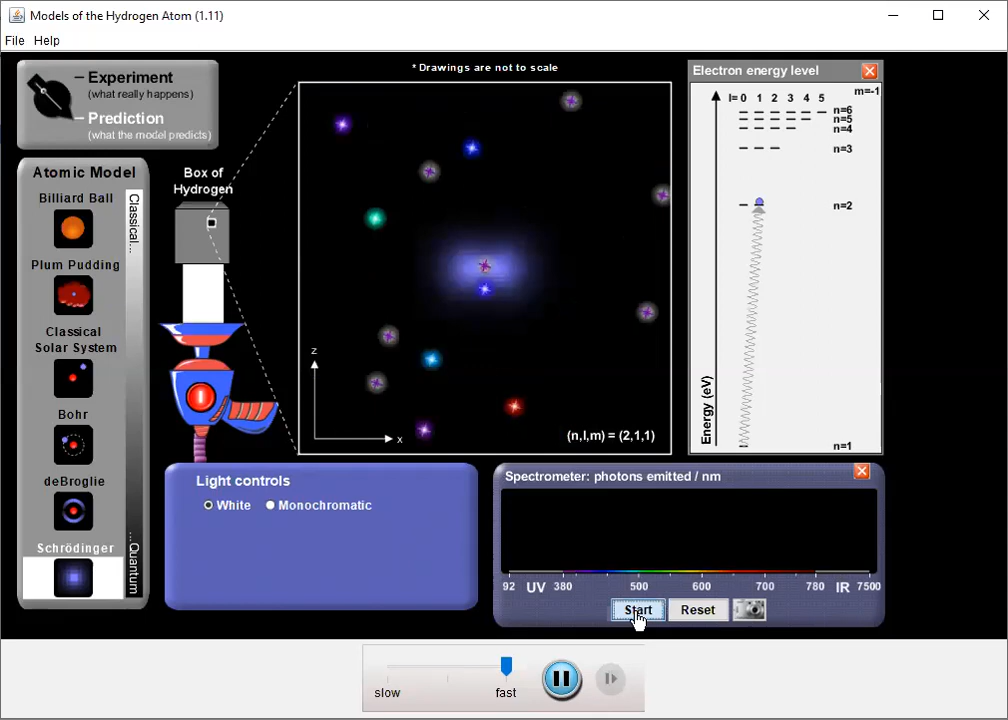 Models of the Hydrogen Atom (1.11)
File Help
Experiment
(what really happens)
Prediction
(what the model predicts)
* Drawings are not to scale
Atomic Model
Billiard Ball
Plum Pudding
Classical
Solar System
Bohr
deBroglie
Schrödinger
Classical...
...Quantum
Box of
Hydrogen
z
x
(n,l,m) = (2,1,1)
Electron energy level
m=-1
l= 0 1 2 3 4 5
n=6
n=5
n=4
n=3
n=2
n=1
Energy (eV)
Light controls
White Monochromatic
Spectrometer: photons emitted / nm
92 UV 380 500 600 700 780 IR 7500
Start Reset
slow fast